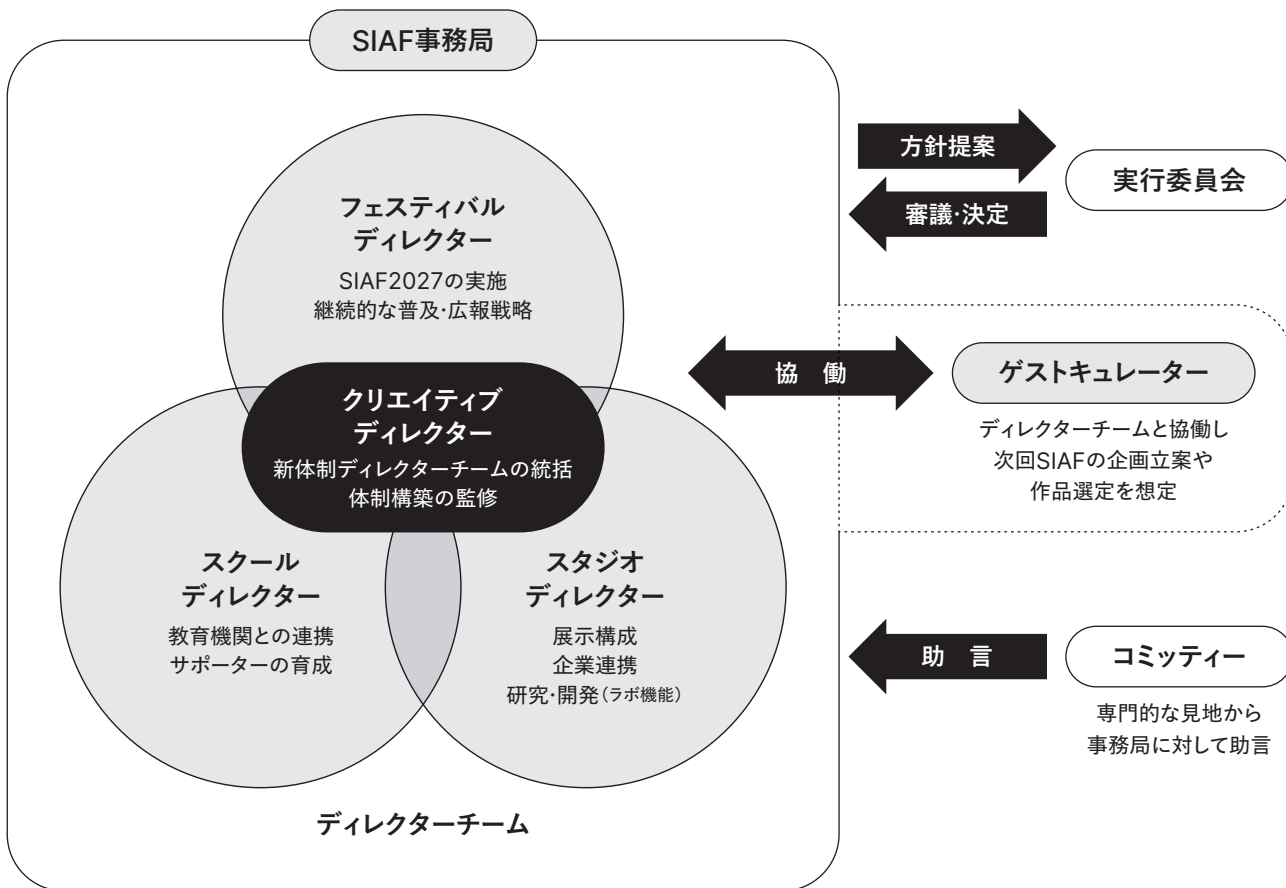 SIAF事務局
フェスティバル
ディレクター
SIAF2027の実施
継続的な普及・広報戦略
クリエイティブ
ディレクター
新体制ディレクターチームの統括
体制構築の監修
スクール
ディレクター
教育機関との連携
サポーターの育成
スタジオ
ディレクター
展示構成
企業連携
研究・開発（ラボ機能）
ディレクターチーム
方針提案
審議・決定
実行委員会
協　働
ゲストキュレーター
ディレクターチームと協働し
次回SIAFの企画立案や
作品選定を想定
助　言
コミッティー
専門的な見地から
事務局に対して助言